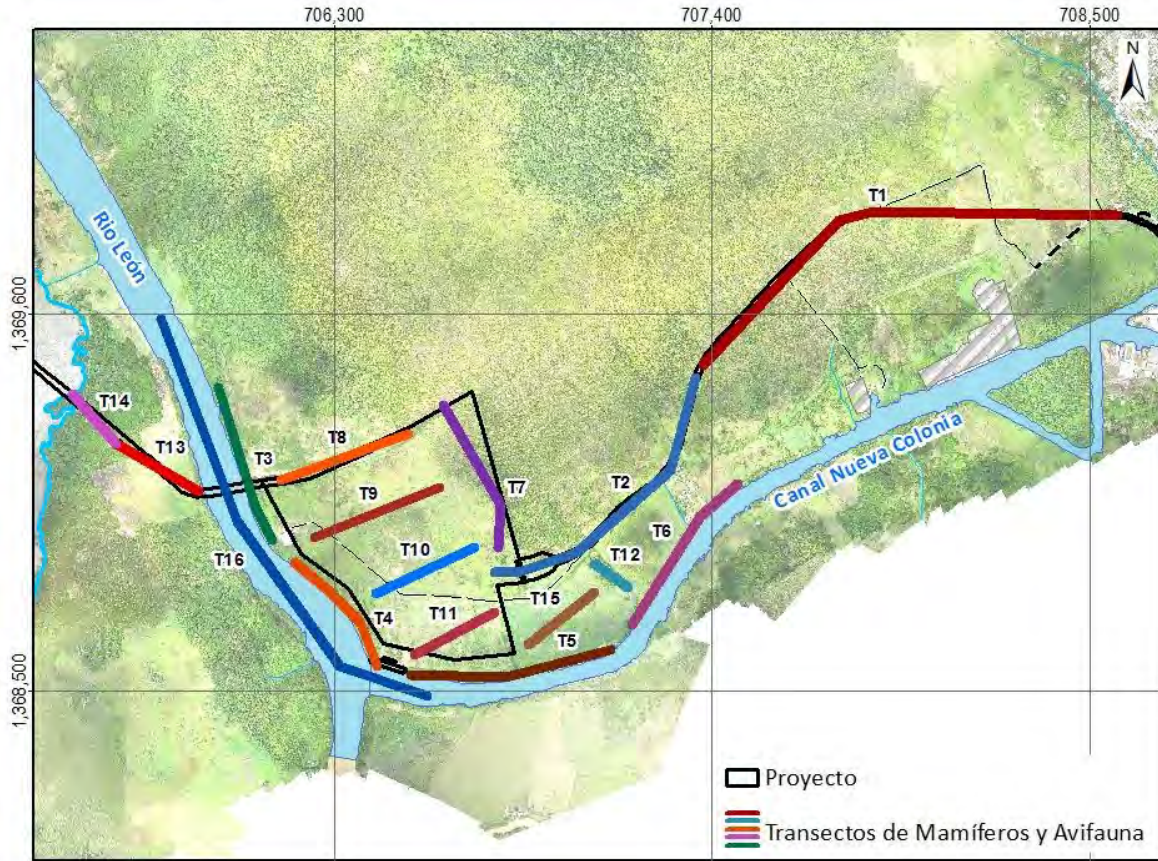 706,300
707,400
708,500
N
T1
Rio León
1,369,600
T14
T13
T3
T8
T9
T7
T2
Canal Nueva Colonia
T6
T16
T10
T12
T15
T4
T11
T5
1,368,500
Proyecto
Transectos de Mamíferos y Avifauna